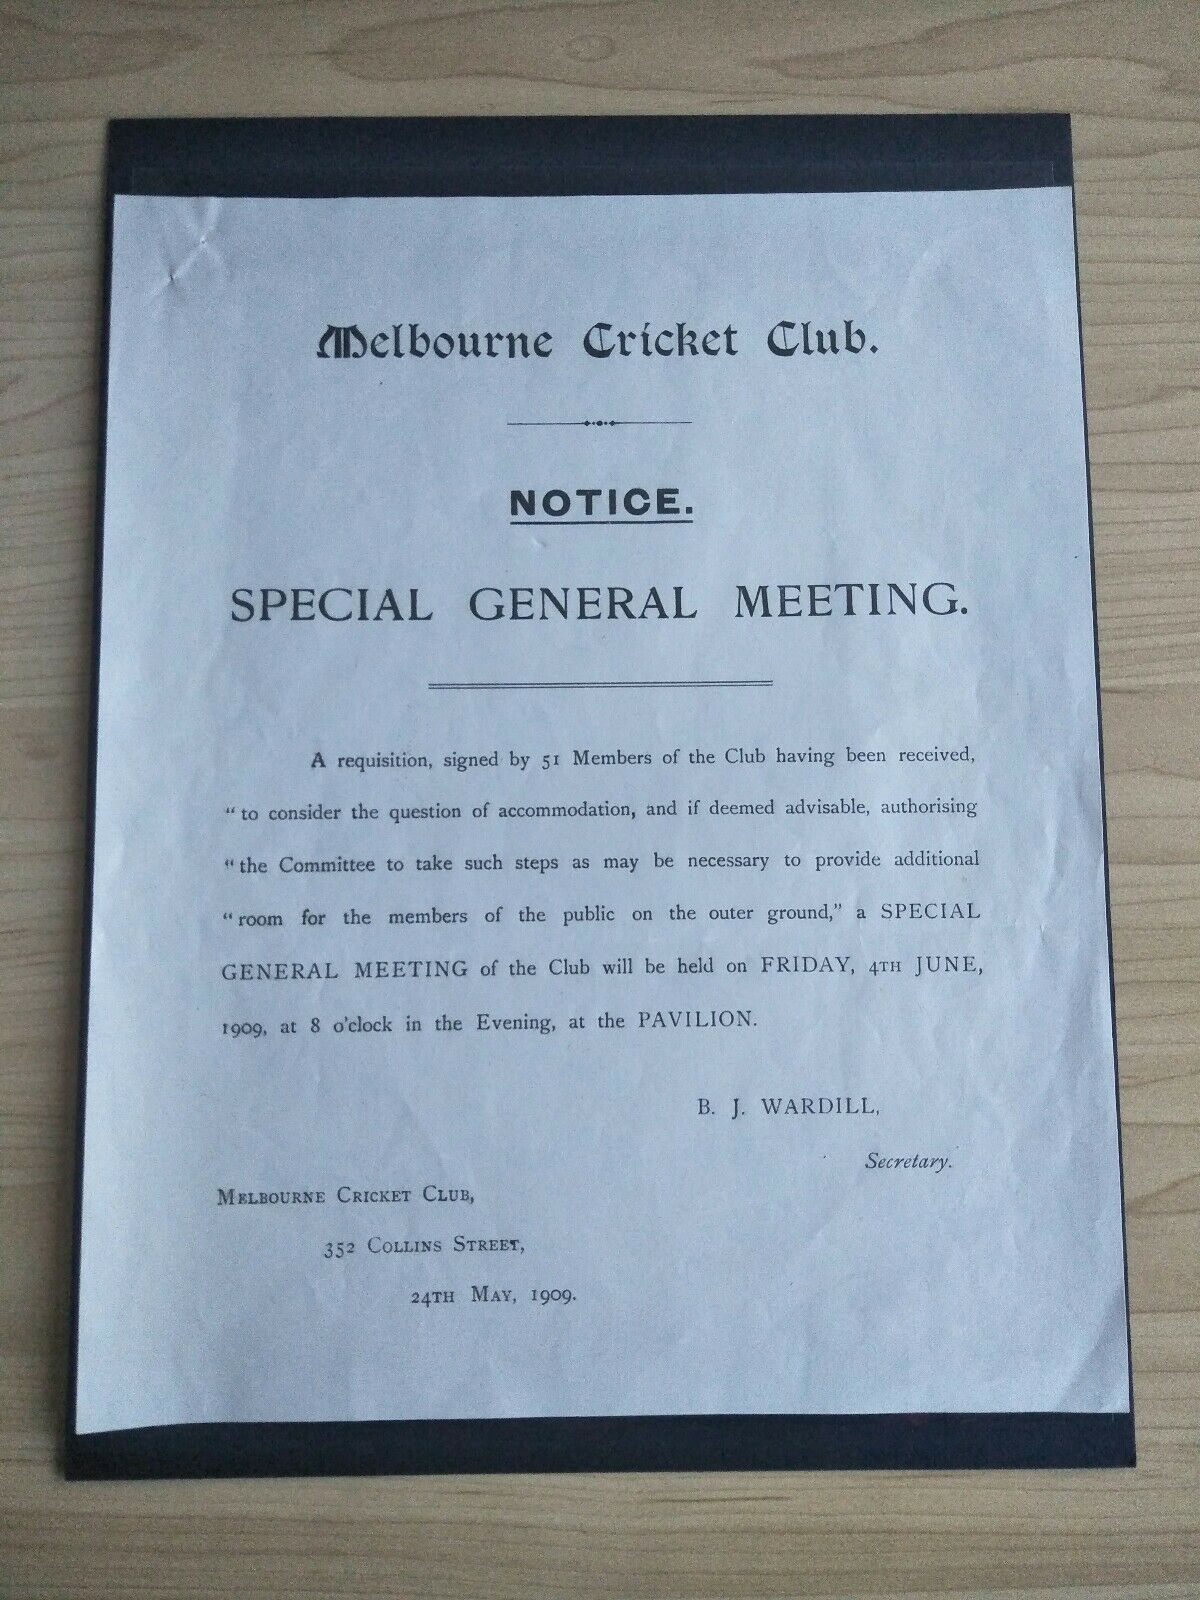 Melbourne Cricket Club.
NOTICE.
SPECIAL GENERAL MEETING.
A requisition, signed by 51 Members of the Club having been received,
“ to consider the question of accommodation, and if deemed advisable, authorising
“ the Committee to take such steps as may be necessary to provide additional
“ room for the members of the public on the outer ground,” a SPECIAL
GENERAL MEETING of the Club will be held on FRIDAY, 4TH JUNE,
1909, at 8 o’clock in the Evening, at the PAVILION.
B. J. WARDILL,
Secretary.
MELBOURNE CRICKET CLUB,
352 COLLINS STREET,
24TH MAY, 1909.